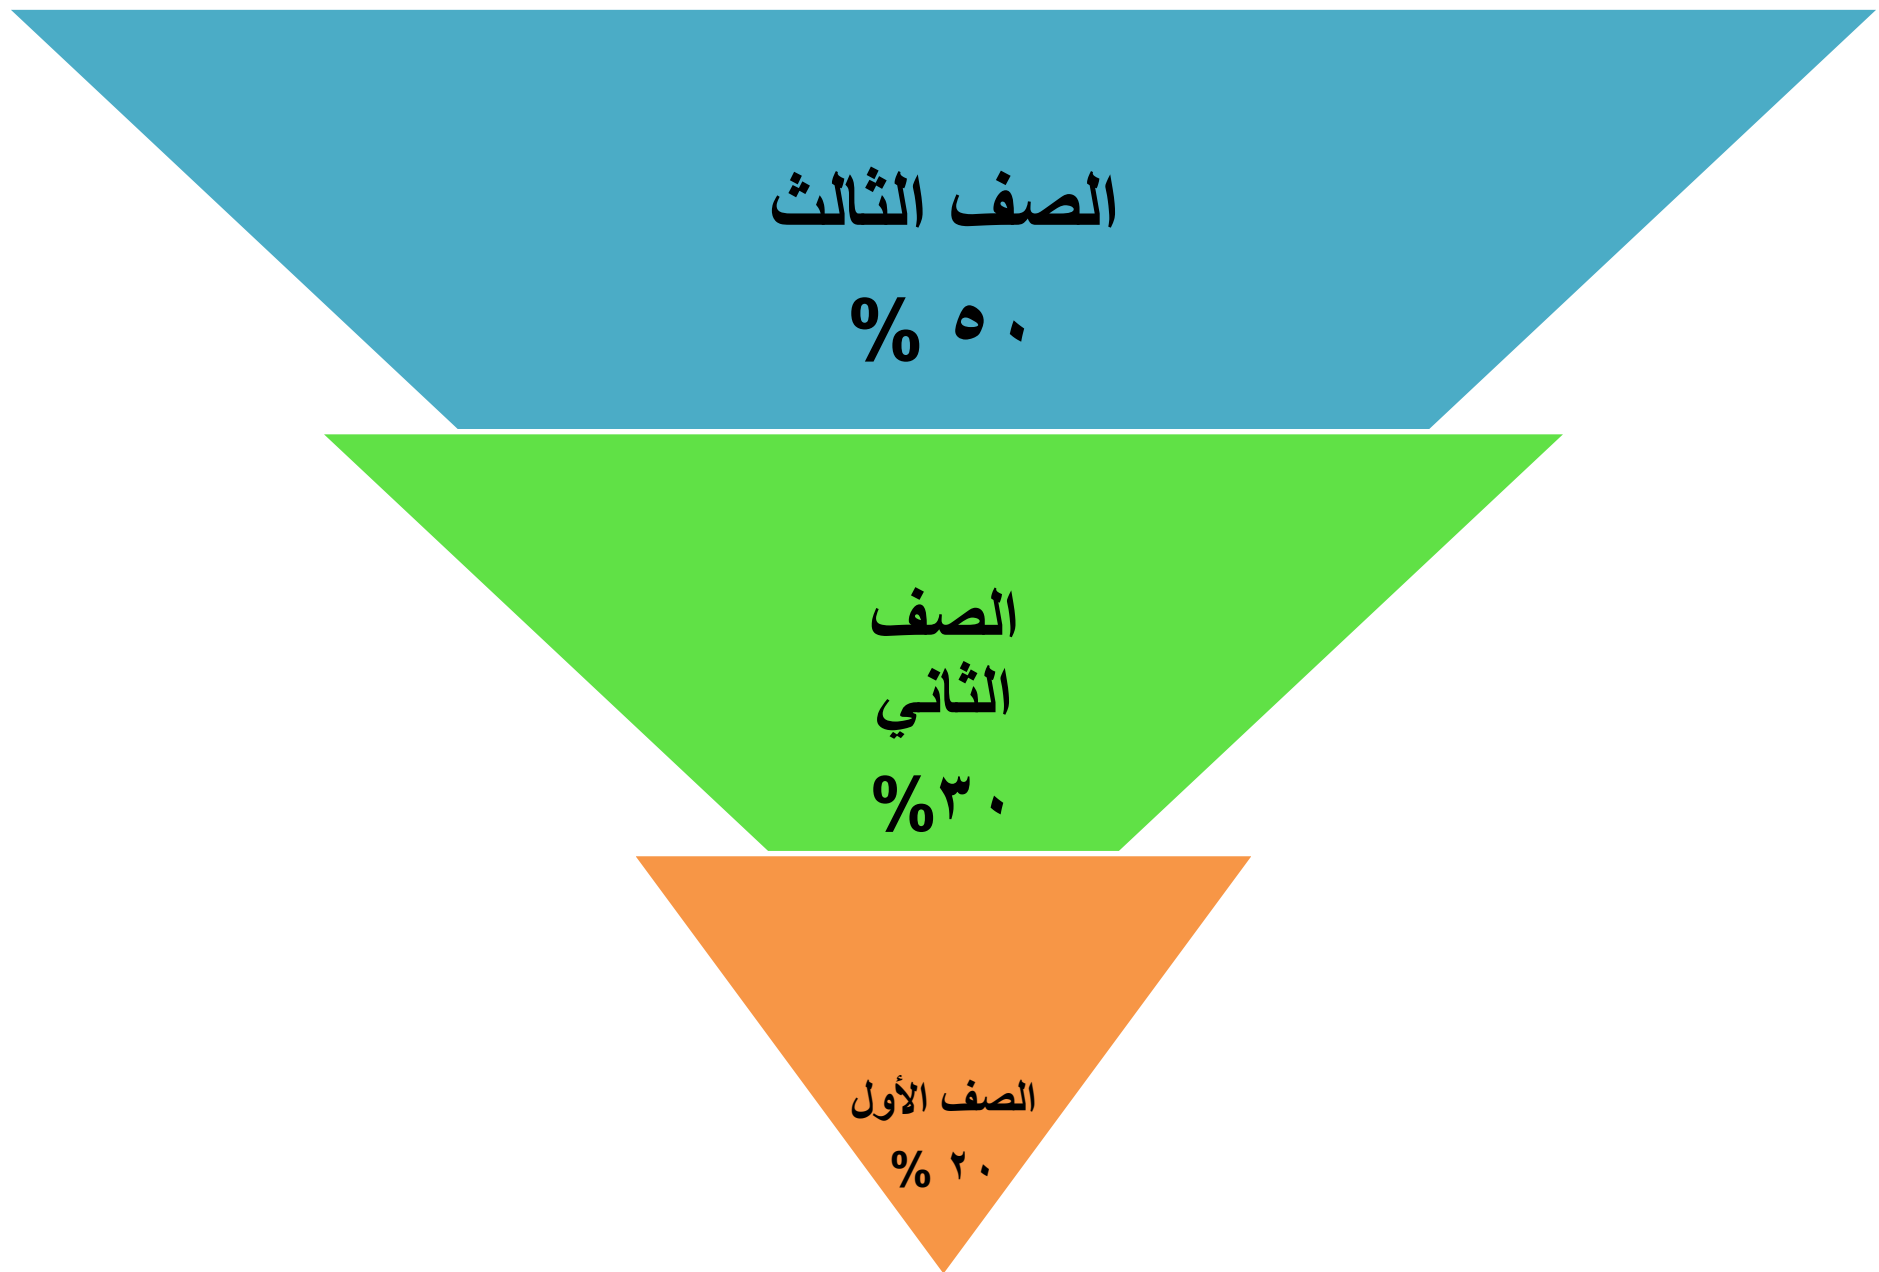 الصف الثالث
٥٠ %
الصف
الثاني
٣٠%
الصف الأول
٢٠ %